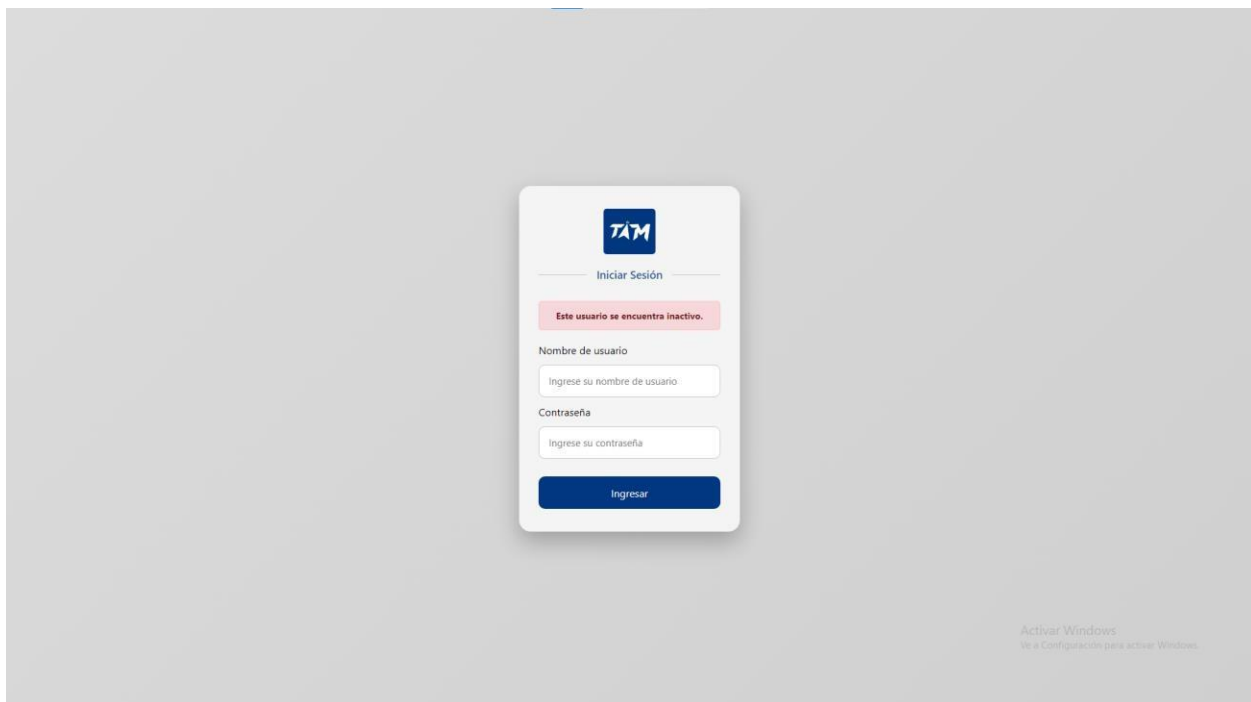 TAM
Iniciar Sesión
Este usuario se encuentra inactivo.
Nombre de usuario
Ingrese su nombre de usuario
Contraseña
Ingrese su contraseña
Ingresar
Activar Windows
Ve a Configuración para activar Windows.